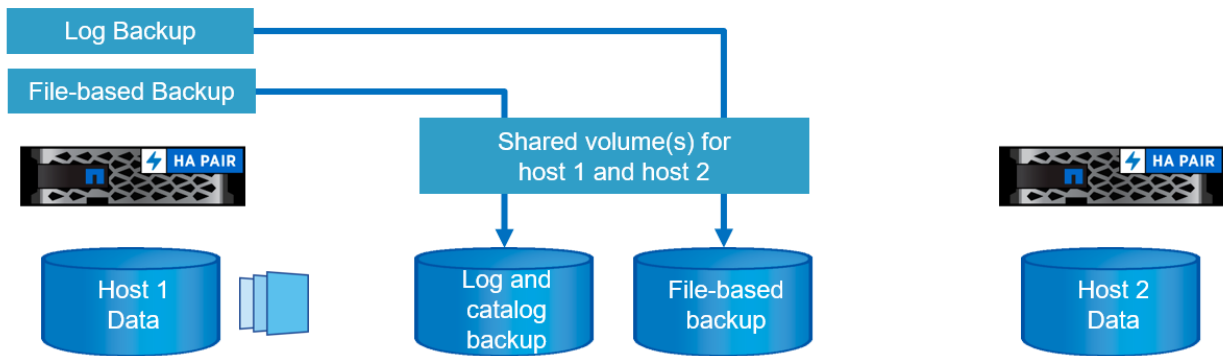 Log Backup
File-based Backup
Shared volume(s) for
host 1 and host 2
HA PAIR
HA PAIR
Host 1
Data
Log and
catalog
backup
File-based
backup
Host 2
Data